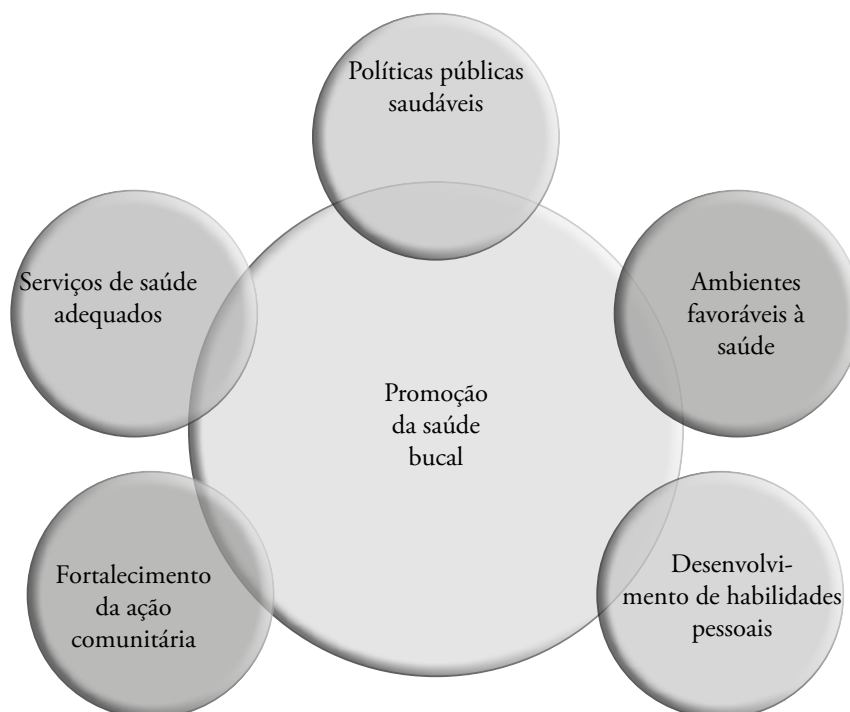 Políticas públicas
saudáveis
Serviços de saúde
adequados
Ambientes
favoráveis à
saúde
Promoção
da saúde
bucal
Fortalecimento
da ação
comunitária
Desenvolvi-
mento de habilidades
pessoais